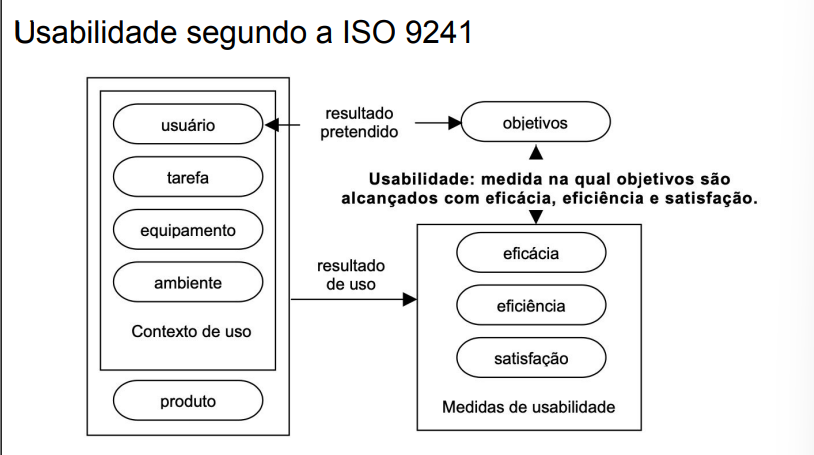 Usabilidade segundo a ISO 9241
usuário
tarefa
equipamento
ambiente
Contexto de uso
produto
resultado
pretendido
objetivos
Usabilidade: medida na qual objetivos são
alcançados com eficácia, eficiência e satisfação.
resultado
de uso
eficácia
eficiência
satisfação
Medidas de usabilidade